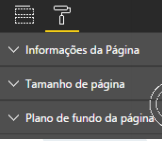 Informações da Página
Tamanho de página
Plano de fundo da página